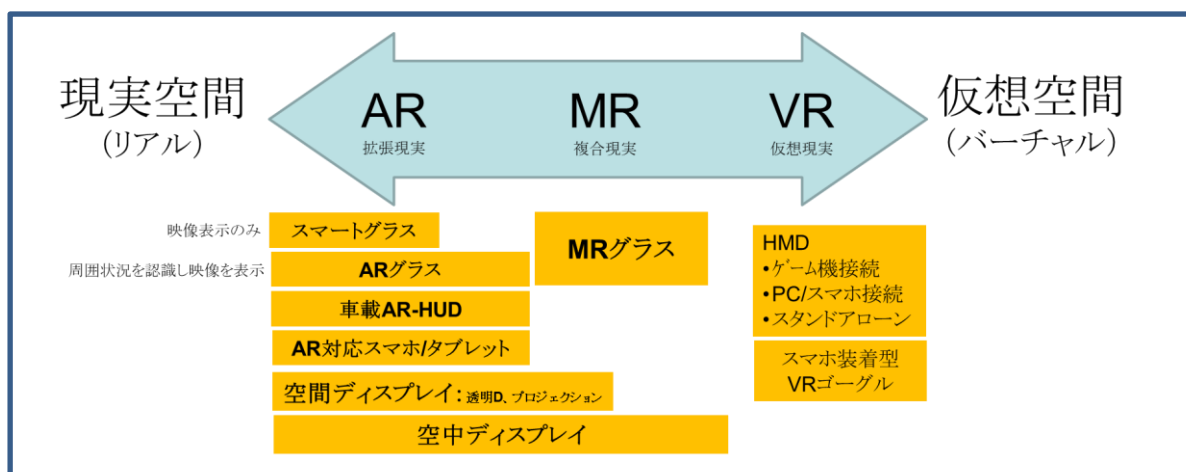 現実空間
(リアル)
AR
拡張現実
MR
複合現実
VR
仮想現実
仮想空間
(バーチャル)
映像表示のみ
スマートグラス
周囲状況を認識し映像を表示
ARグラス
車載AR-HUD
AR対応スマホ/タブレット
空間ディスプレイ:透明D、プロジェクション
空中ディスプレイ
MRグラス
HMD
•ゲーム機接続
•PC/スマホ接続
•スタンドアローン
スマホ装着型
VRゴーグル